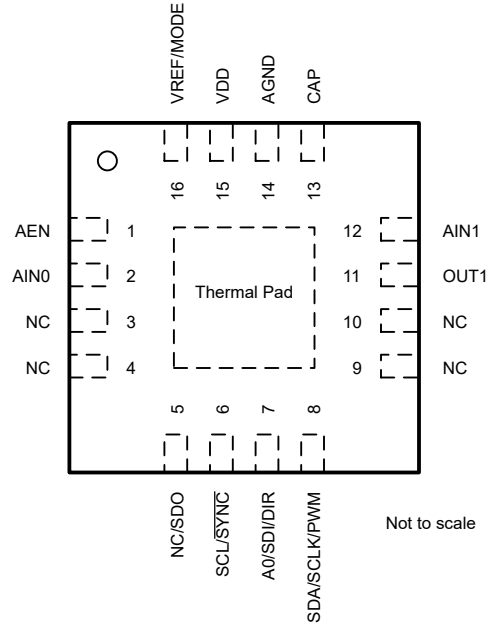 VREF/MODE
VDD
AGND
CAP
16
15
14
13
AEN 1
12 AIN1
AIN0 2
11 OUT1
Thermal Pad
NC 3
10 NC
NC 4
9 NC
5
6
7
8
NC/SDO
SCL/SYNC
A0/SDI/DIR
SDA/SCLK/PWM
Not to scale